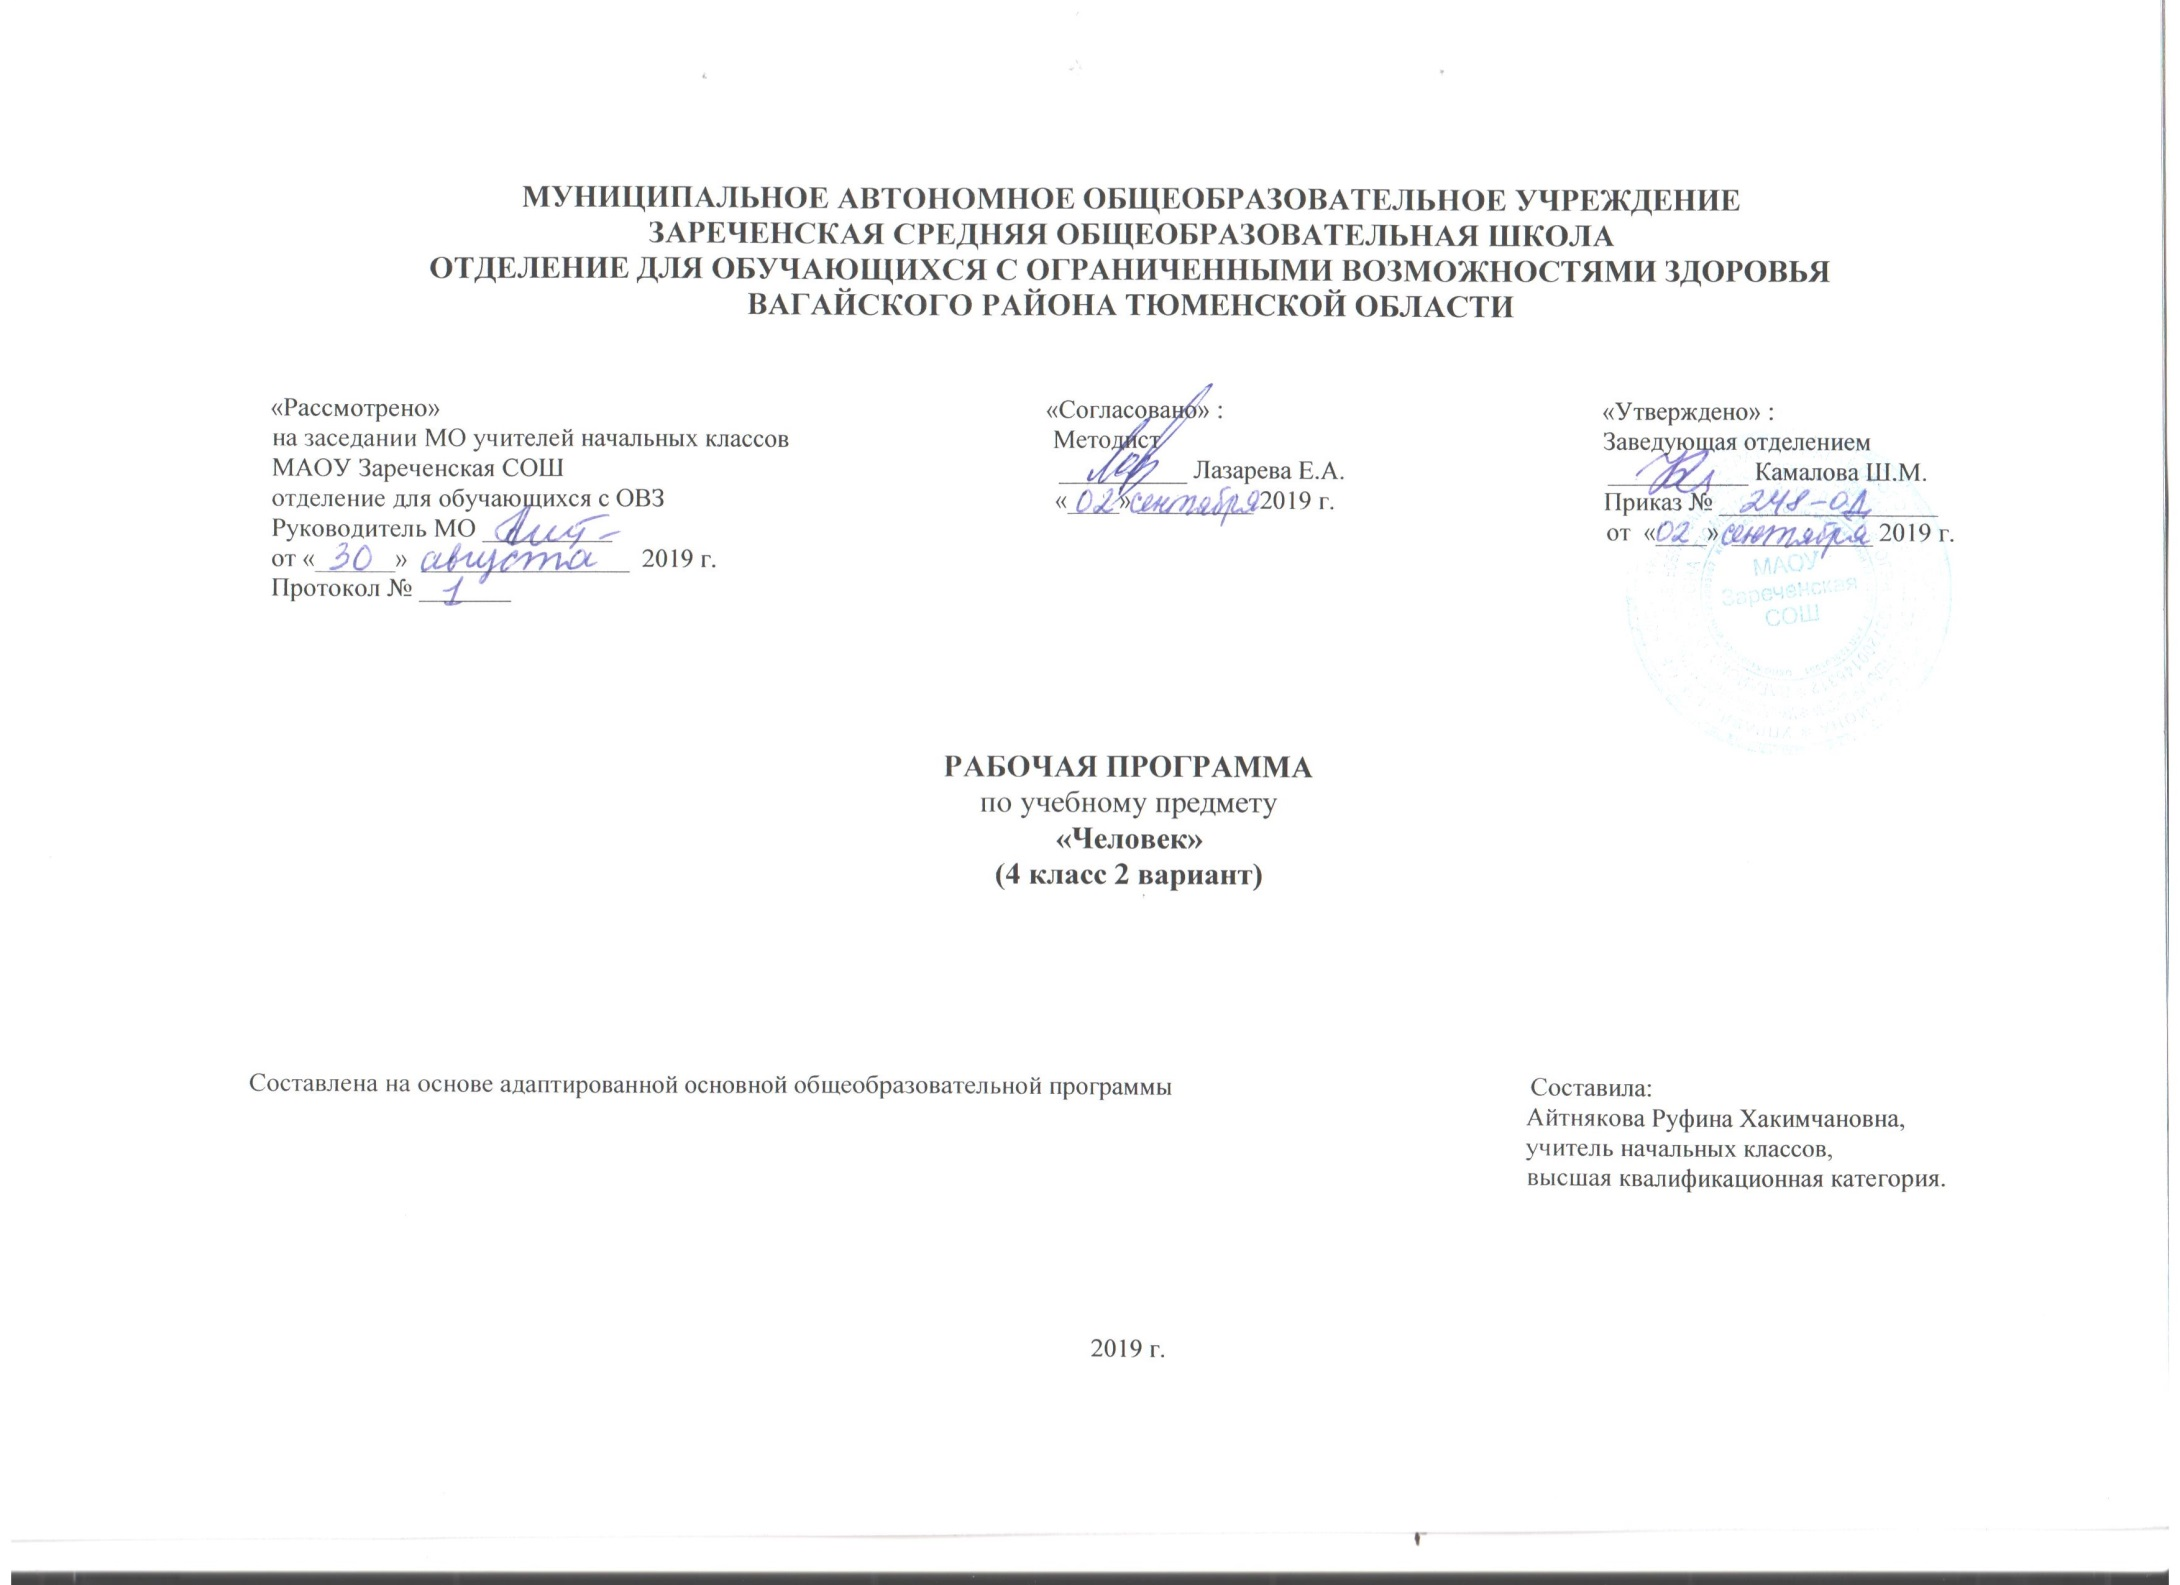 МУНИЦИПАЛЬНОЕ АВТОНОМНОЕ ОБЩЕОБРАЗОВАТЕЛЬНОЕ УЧРЕЖДЕНИЕ
ЗАРЕЧЕНСКАЯ СРЕДНЯЯ ОБЩЕОБРАЗОВАТЕЛЬНАЯ ШКОЛА
ОТДЕЛЕНИЕ ДЛЯ ОБУЧАЮЩИХСЯ С ОГРАНИЧЕННЫМИ ВОЗМОЖНОСТЯМИ ЗДОРОВЬЯ
ВАГАЙСКОГО РАЙОНА ТЮМЕНСКОЙ ОБЛАСТИ
«Рассмотрено»
на заседании МО учителей начальных классов
МАОУ Зареченская СОШ
отделение для обучающихся с ОВЗ
Руководитель МО
от «30» августа 2019 г.
Протокол № 1
«Согласовано» :
Методист
Лазарева Е.А.
«02» сентября 2019 г.
«Утверждено» :
Заведующая отделением
Камалова Ш.М.
Приказ № 248-ОД
от «02» сентября 2019 г.
МАОУ
Зареченская
СОШ
РАБОЧАЯ ПРОГРАММА
по учебному предмету
«Человек»
(4 класс 2 вариант)
Составлена на основе адаптированной основной общеобразовательной программы
Составила:
Айтнякова Руфина Хакимчановна,
учитель начальных классов,
высшая квалификационная категория.
2019 г.